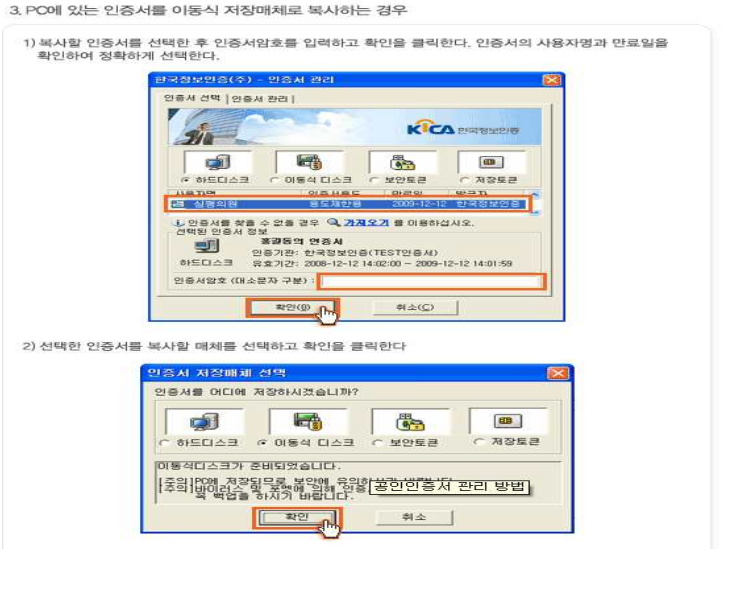 3. PC에 있는 인증서를 이동식 저장매체로 복사하는 경우
1) 복사할 인증서를 선택한 후 인증서암호를 입력하고 확인을 클릭한다. 인증서의 사용자명과 만료일을
확인하여 정확하게 선택한다.
한국정보인증(주) - 인증서 관리
인증서 선택 | 인증서 관리 |
KICA 한국정보인증
하드디스크 이동식 디스크 보안토큰 저장토큰
사용자명 인증서용도 만료일 발급자
실평의원 용도제한용 2009-12-12 한국정보인증
인증서를 찾을 수 없을 경우 가져오기 를 이용하십시오.
선택된 인증서 정보
홍길동의 인증서
인증기관: 한국정보인증(TEST인증서)
하드디스크 유효기간: 2008-12-12 14:02:00 ~ 2009-12-12 14:01:59
인증서암호 (대소문자 구분) :
확인(O) 취소(C)
2) 선택한 인증서를 복사할 매체를 선택하고 확인을 클릭한다
인증서 저장매체 선택
인증서를 어디에 저장하시겠습니까?
하드디스크 이동식 디스크 보안토큰 저장토큰
이동식디스크가 준비되었습니다.
[주의]PC에 저장되므로 보안에 유의
[주의]바이러스 및 포맷에 의해 인증
공인인증서 관리 방법
꼭 백업을 하시기 바랍니다.
확인 취소